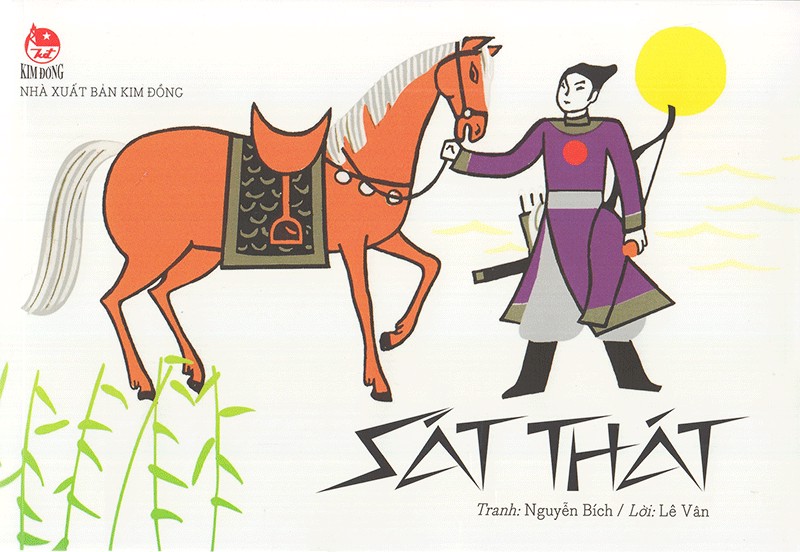 KIM ĐỒNG
NHÀ XUẤT BẢN KIM ĐỒNG
SÁT THÁT
Tranh: Nguyễn Bích / Lời: Lê Vân